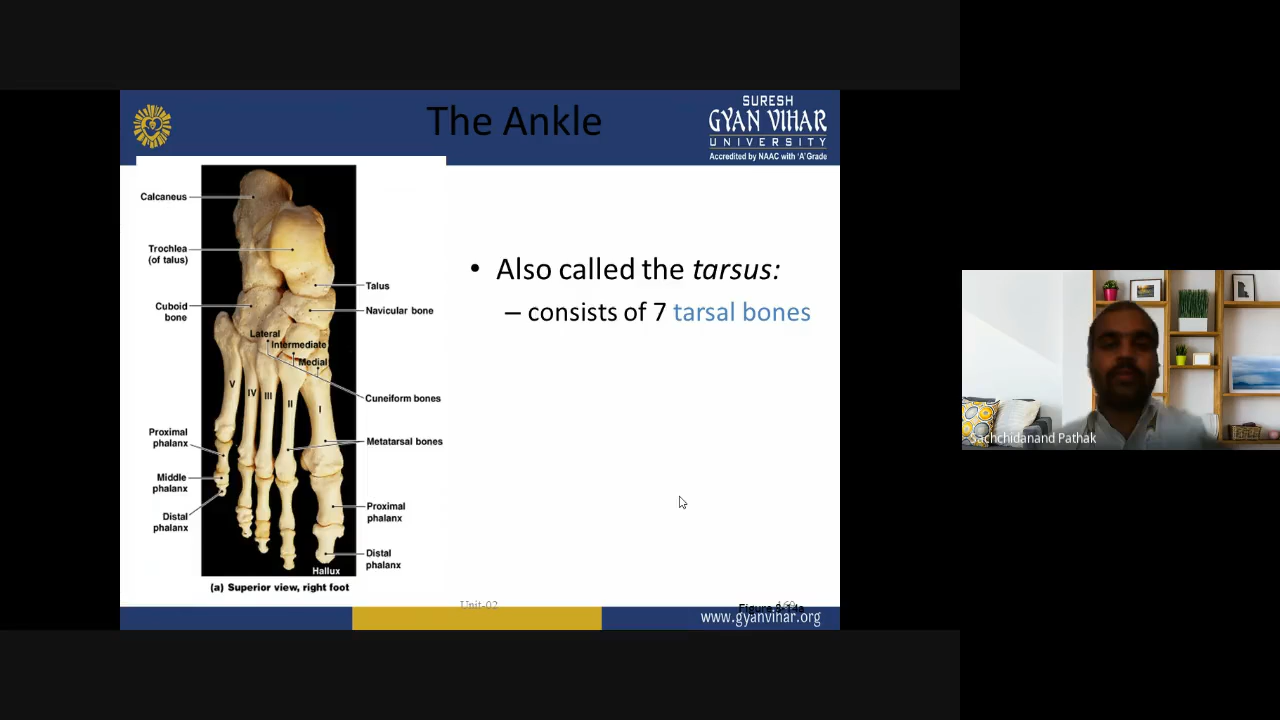 The Ankle
SURESH
GYAN VIHAR
UNIVERSITY
Accredited by NAAC with 'A' Grade
Calcaneus
Trochlea
(of talus)
Cuboid
bone
Talus
Navicular bone
Lateral
Intermediate
Medial
Cuneiform bones
V
IV
III
II
I
Metatarsal bones
Proximal
phalanx
Middle
phalanx
Distal
phalanx
Proximal
phalanx
Distal
phalanx
Hallux
(a) Superior view, right foot
• Also called the tarsus:
– consists of 7 tarsal bones
Unit-02
www.gyanvihar.org
Sachchidanand Pathak